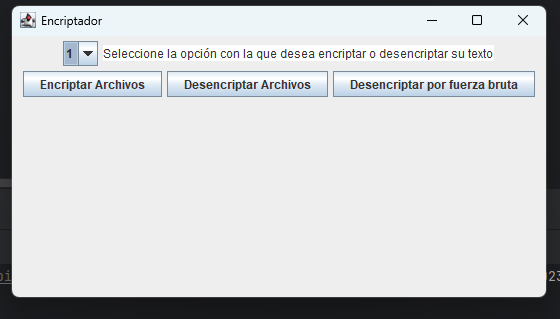 Encriptador
1 Seleccione la opción con la que desea encriptar o desencriptar su texto
Encriptar Archivos Desencriptar Archivos Desencriptar por fuerza bruta